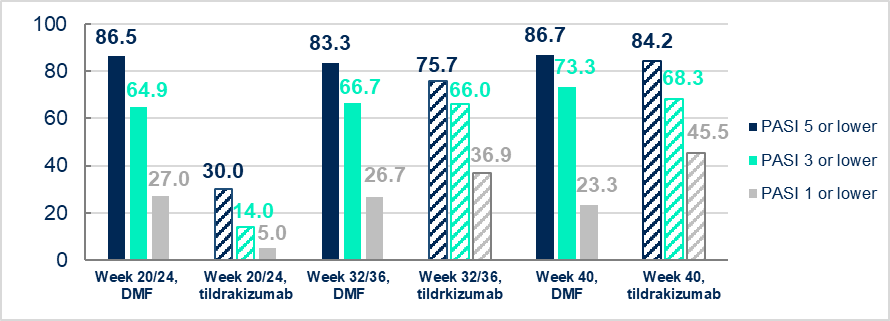 100
80
60
40
20
0
86.5
64.9
27.0
30.0
14.0
5.0
83.3
66.7
26.7
75.7
66.0
36.9
86.7
73.3
23.3
84.2
68.3
45.5
Week 20/24,
DMF
Week 20/24,
tildrakizumab
Week 32/36,
DMF
Week 32/36,
tildrkizumab
Week 40,
DMF
Week 40,
tildrakizumab
PASI 5 or lower
PASI 3 or lower
PASI 1 or lower